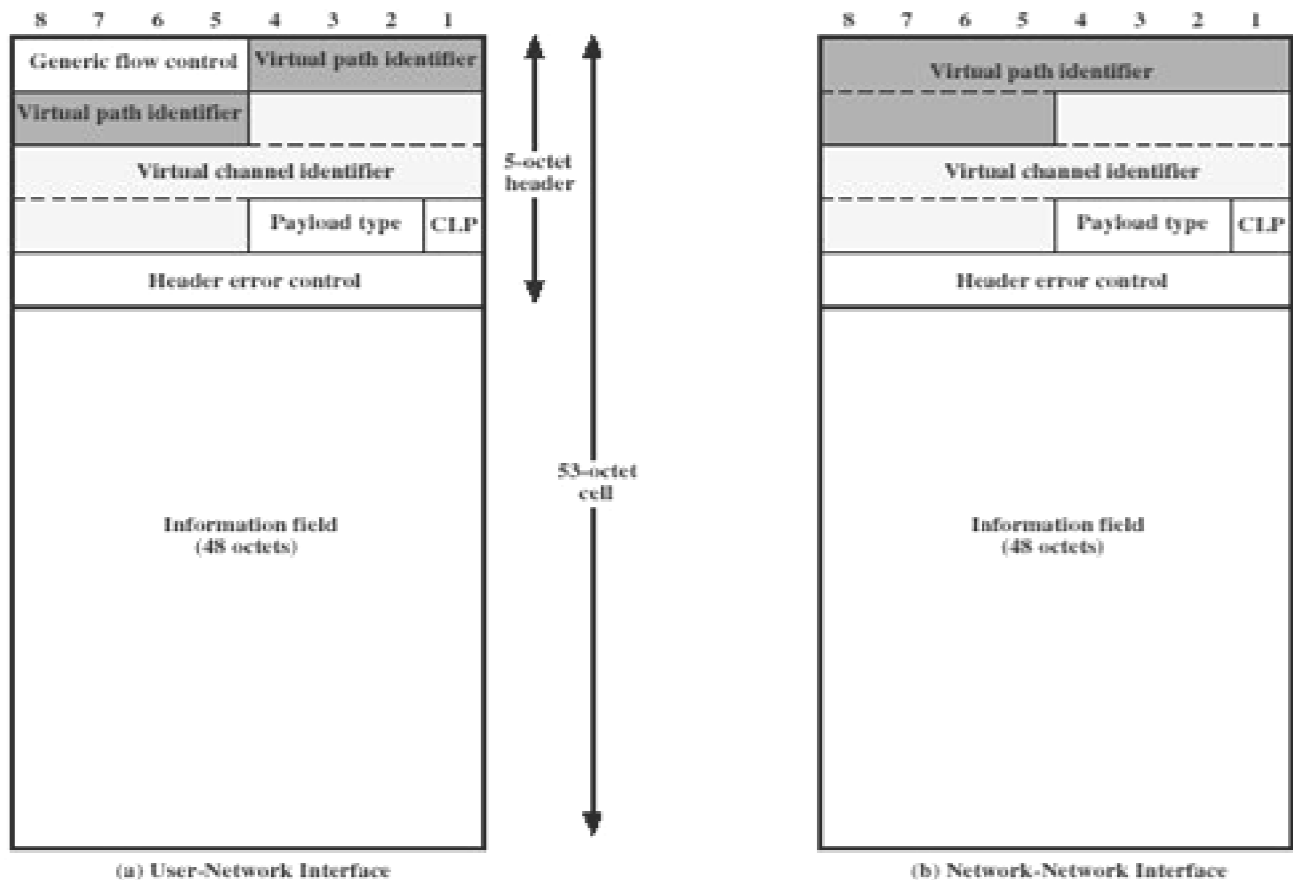 8 7 6 5 4 3 2 1
Generic flow control Virtual path identifier
Virtual path identifier
Virtual channel identifier
Payload type CLP
Header error control
Information field
(48 octets)
(a) User-Network Interface
5-octet
header
53-octet
cell
8 7 6 5 4 3 2 1
Virtual path identifier
Virtual channel identifier
Payload type CLP
Header error control
Information field
(48 octets)
(b) Network-Network Interface